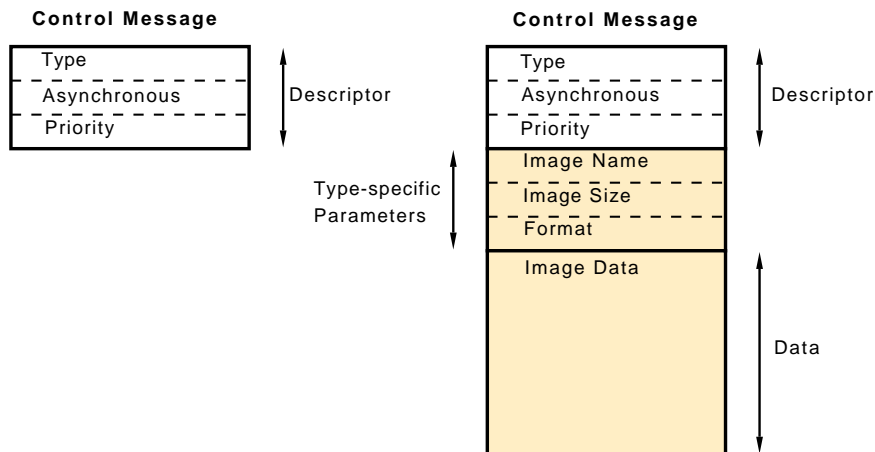 Control Message
Type
Asynchronous
Priority
Descriptor
Control Message
Type
Asynchronous
Priority
Descriptor
Image Name
Image Size
Format
Type-specific
Parameters
Image Data
Data